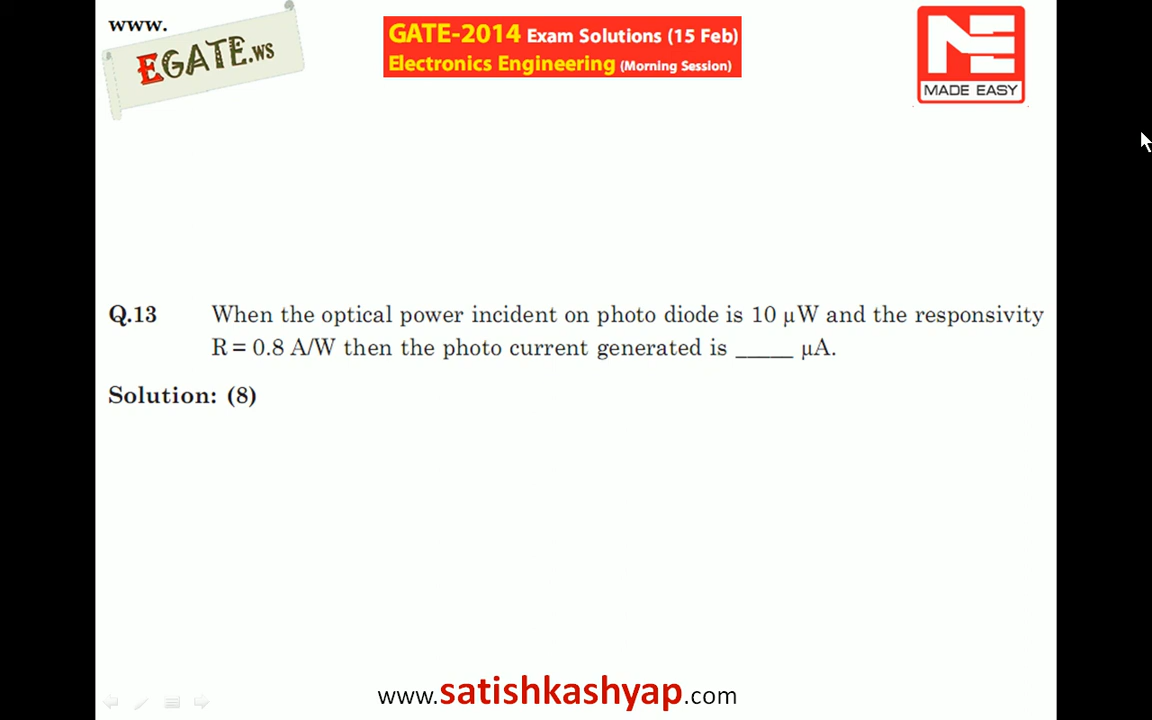 www.
EGATE.ws
GATE-2014 Exam Solutions (15 Feb)
Electronics Engineering (Morning Session)
ME
MADE EASY
Q.13 When the optical power incident on photo diode is 10 μW and the responsivity
R = 0.8 A/W then the photo current generated is _____ μA.
Solution: (8)
www.satishkashyap.com